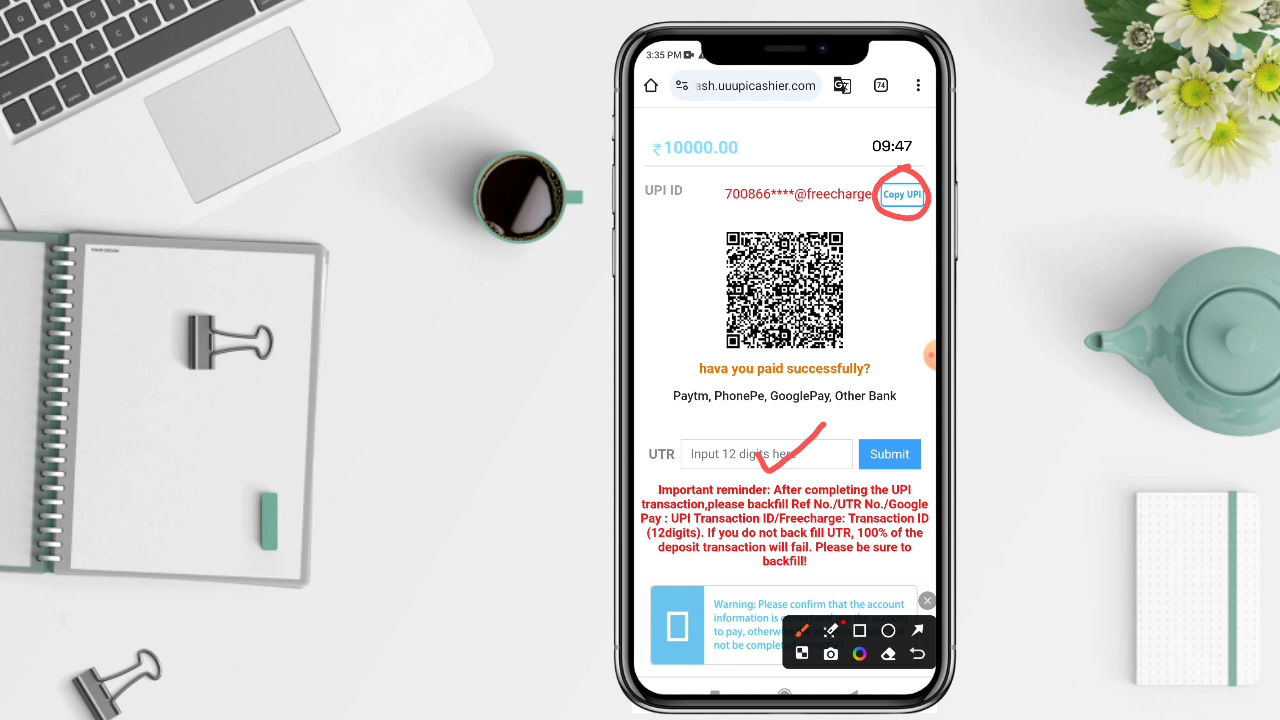 3:35 PM
ash.uuupicashier.com
74
₹10000.00
09:47
UPI ID
700866****@freecharge
Copy UPI
hava you paid successfully?
Paytm, PhonePe, GooglePay, Other Bank
UTR
Input 12 digits here
Submit
Important reminder: After completing the UPI
transaction,please backfill Ref No./UTR No./Google
Pay : UPI Transaction ID/Freecharge: Transaction ID
(12digits). If you do not back fill UTR, 100% of the
deposit transaction will fail. Please be sure to
backfill!
Warning: Please confirm that the account
information is
to pay, otherw
not be complete